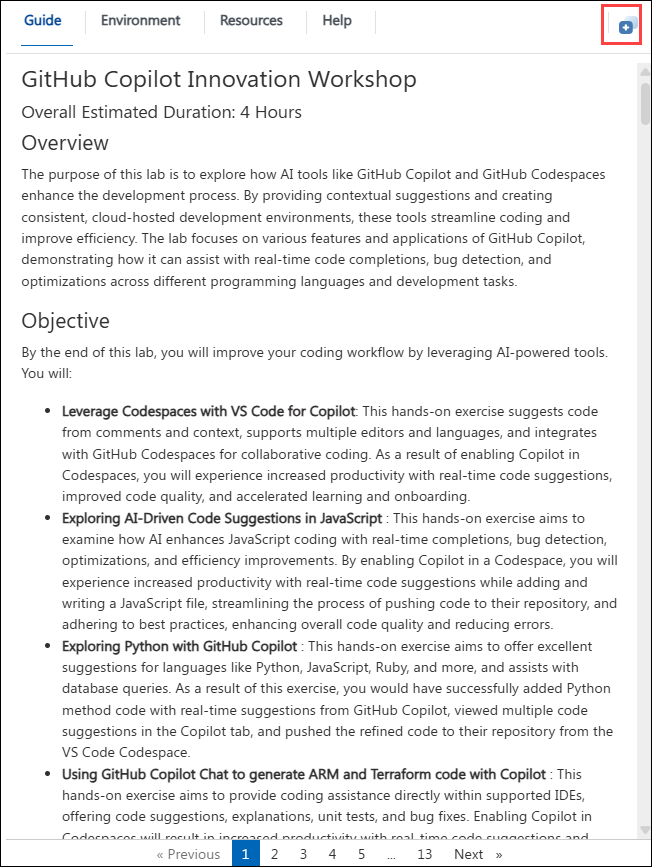 Guide Environment Resources Help
GitHub Copilot Innovation Workshop
Overall Estimated Duration: 4 Hours
Overview
The purpose of this lab is to explore how AI tools like GitHub Copilot and GitHub Codespaces
enhance the development process. By providing contextual suggestions and creating
consistent, cloud-hosted development environments, these tools streamline coding and
improve efficiency. The lab focuses on various features and applications of GitHub Copilot,
demonstrating how it can assist with real-time code completions, bug detection, and
optimizations across different programming languages and development tasks.
Objective
By the end of this lab, you will improve your coding workflow by leveraging AI-powered tools.
You will:
• Leverage Codespaces with VS Code for Copilot: This hands-on exercise suggests code
from comments and context, supports multiple editors and languages, and integrates
with GitHub Codespaces for collaborative coding. As a result of enabling Copilot in
Codespaces, you will experience increased productivity with real-time code suggestions,
improved code quality, and accelerated learning and onboarding.
• Exploring AI-Driven Code Suggestions in JavaScript : This hands-on exercise aims to
examine how AI enhances JavaScript coding with real-time completions, bug detection,
optimizations, and efficiency improvements. By enabling Copilot in a Codespace, you will
experience increased productivity with real-time code suggestions while adding and
writing a JavaScript file, streamlining the process of pushing code to their repository, and
adhering to best practices, enhancing overall code quality and reducing errors.
• Exploring Python with GitHub Copilot : This hands-on exercise aims to offer excellent
suggestions for languages like Python, JavaScript, Ruby, and more, and assists with
database queries. As a result of this exercise, you would have successfully added Python
method code with real-time suggestions from GitHub Copilot, viewed multiple code
suggestions in the Copilot tab, and pushed the refined code to their repository from the
VS Code Codespace.
• Using GitHub Copilot Chat to generate ARM and Terraform code with Copilot : This
hands-on exercise aims to provide coding assistance directly within supported IDEs,
offering code suggestions, explanations, unit tests, and bug fixes. Enabling Copilot in
Codespaces will result in increased productivity with real-time code suggestions and
« Previous 1 2 3 4 5 ... 13 Next »